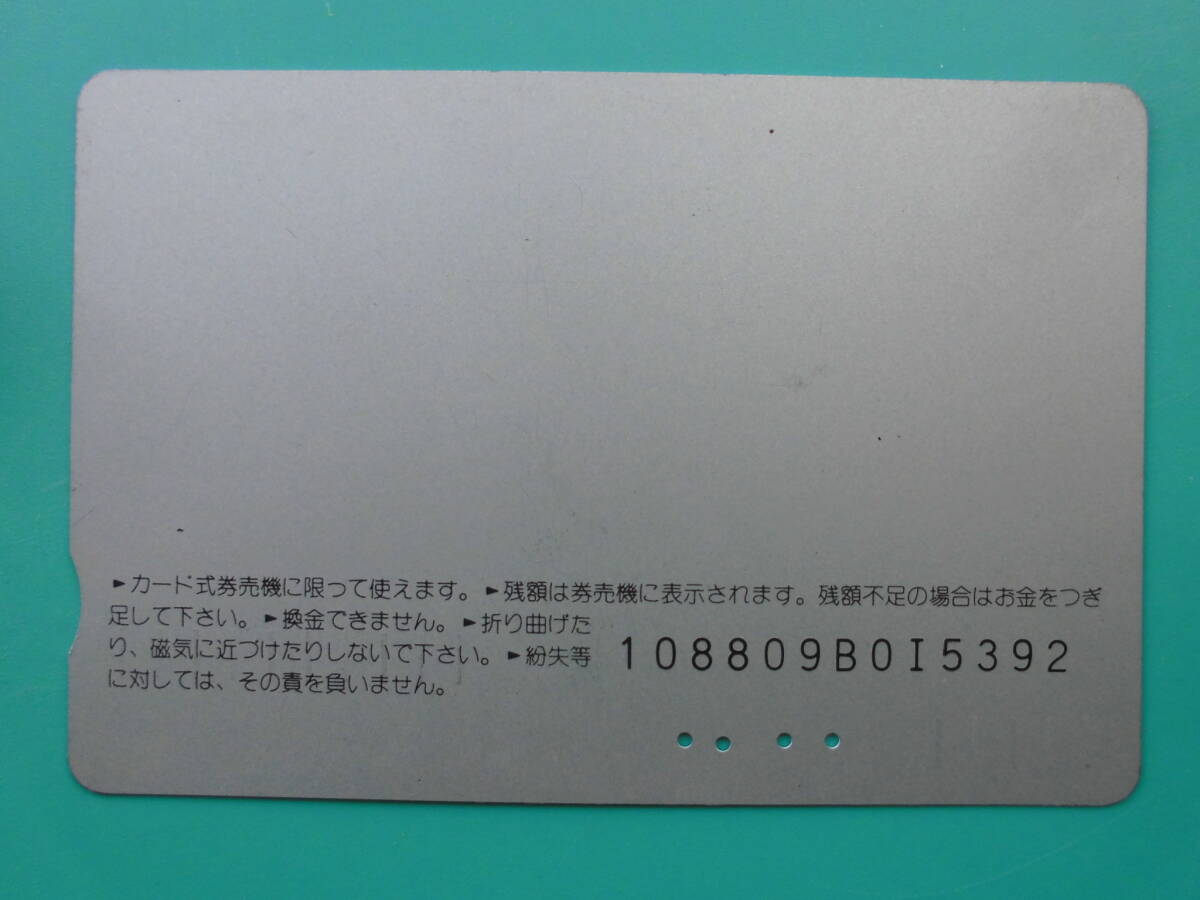 ►カード式券売機に限って使えます。►残額は券売機に表示されます。残額不足の場合はお金をつぎ
足して下さい。►換金できません。►折り曲げた
り、磁気に近づけたりしないで下さい。►紛失等
に対しては、その責を負いません。
108809B0I5392